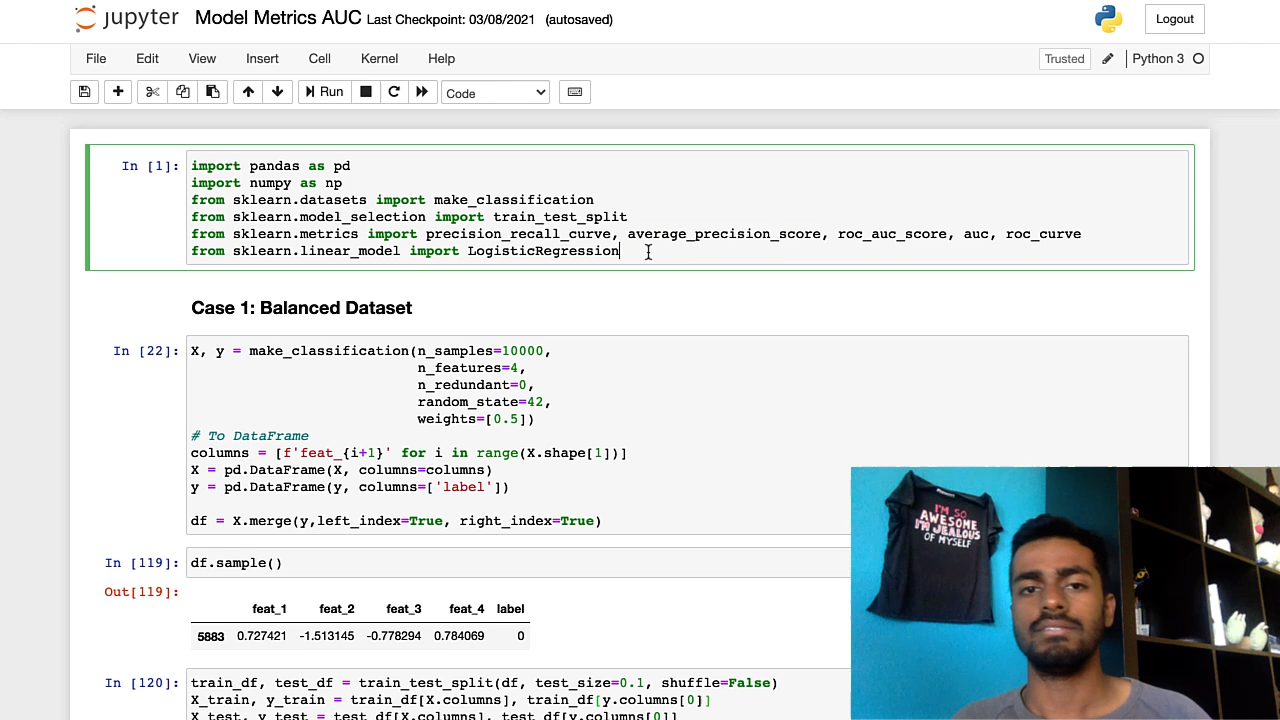 jupyter Model Metrics AUC Last Checkpoint: 03/08/2021 (autosaved) Logout
File Edit View Insert Cell Kernel Help Trusted Python 3
Run Code
In [1]: import pandas as pd
import numpy as np
from sklearn.datasets import make_classification
from sklearn.model_selection import train_test_split
from sklearn.metrics import precision_recall_curve, average_precision_score, roc_auc_score, auc, roc_curve
from sklearn.linear_model import LogisticRegression
Case 1: Balanced Dataset
In [22]: X, y = make_classification(n_samples=10000,
n_features=4,
n_redundant=0,
random_state=42,
weights=[0.5])
# To DataFrame
columns = [f'feat_{i+1}' for i in range(X.shape[1])]
X = pd.DataFrame(X, columns=columns)
y = pd.DataFrame(y, columns=['label'])
df = X.merge(y,left_index=True, right_index=True)
In [119]: df.sample()
Out[119]:
feat_1 feat_2 feat_3 feat_4 label
5883 0.727421 -1.513145 -0.778294 0.784069 0
In [120]: train_df, test_df = train_test_split(df, test_size=0.1, shuffle=False)
X_train, y_train = train_df[X.columns], train_df[y.columns[0]]
X_test, y_test = test_df[X.columns], test_df[y.columns[0]]
I'M SO
AWESOME
I'M JEALOUS
OF MYSELF